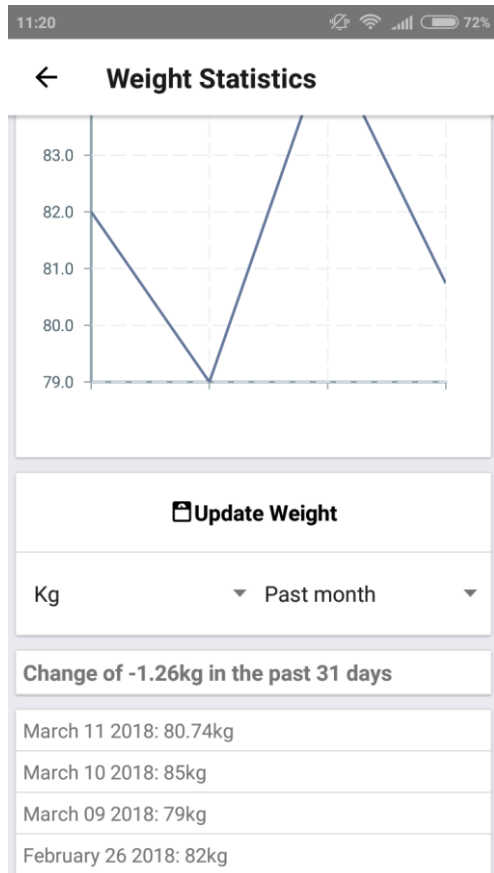 11:20 72%
Weight Statistics
83.0
82.0
81.0
80.0
79.0
Update Weight
Kg Past month
Change of -1.26kg in the past 31 days
March 11 2018: 80.74kg
March 10 2018: 85kg
March 09 2018: 79kg
February 26 2018: 82kg